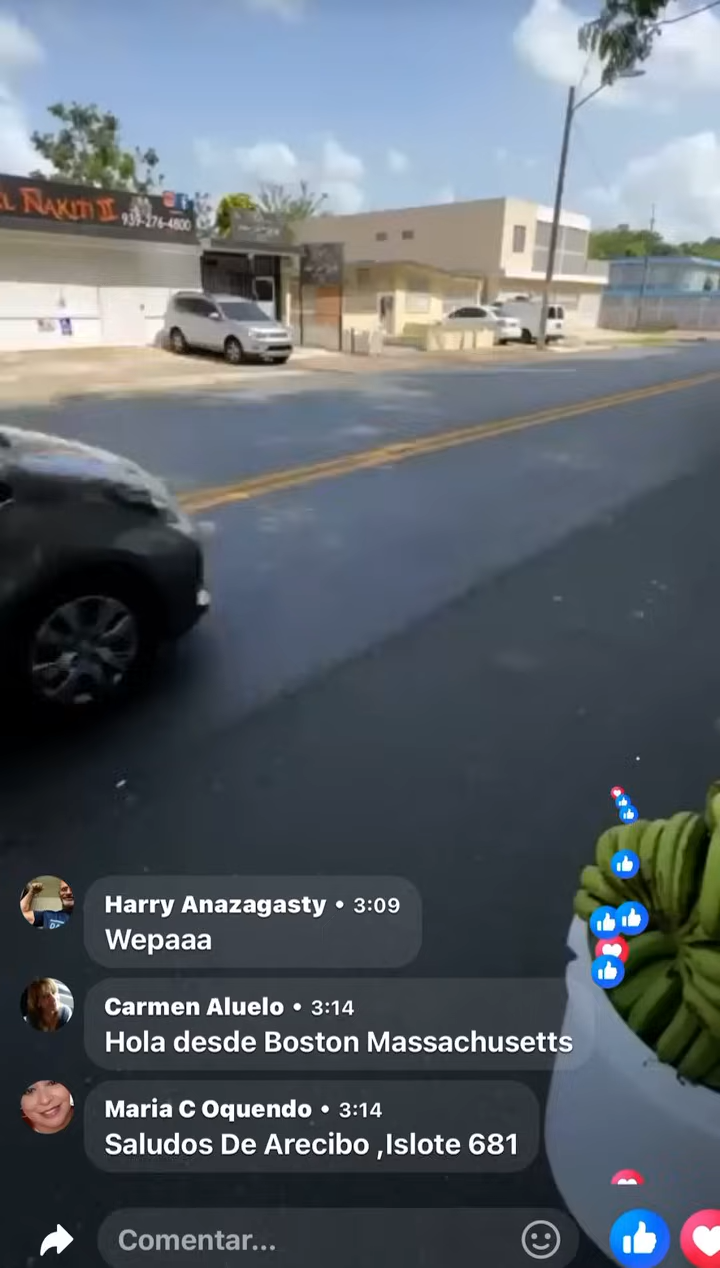 EL ÑAKITI II
939-276-4800
Harry Anazagasty • 3:09
Wepaaa
Carmen Aluelo • 3:14
Hola desde Boston Massachusetts
Maria C Oquendo • 3:14
Saludos De Arecibo ,Islote 681
Comentar...